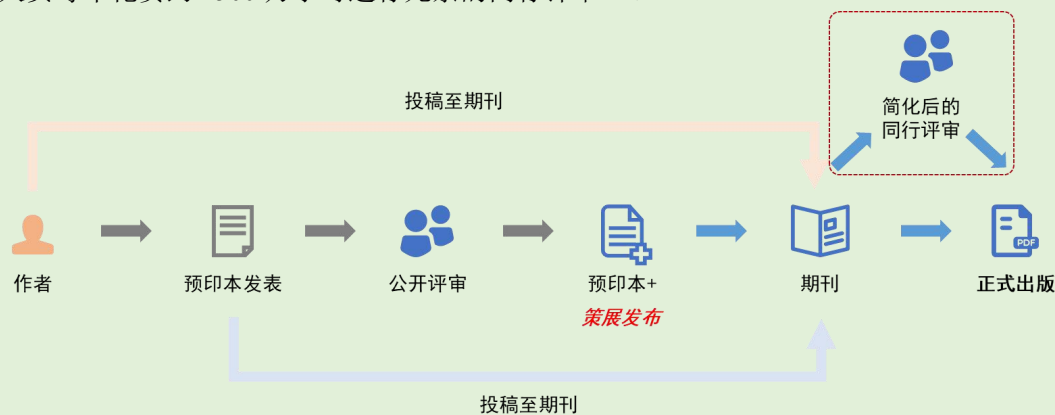 投稿至期刊
简化后的
同行评审
作者
预印本发表
公开评审
预印本+
策展发布
期刊
PDF
正式出版
投稿至期刊